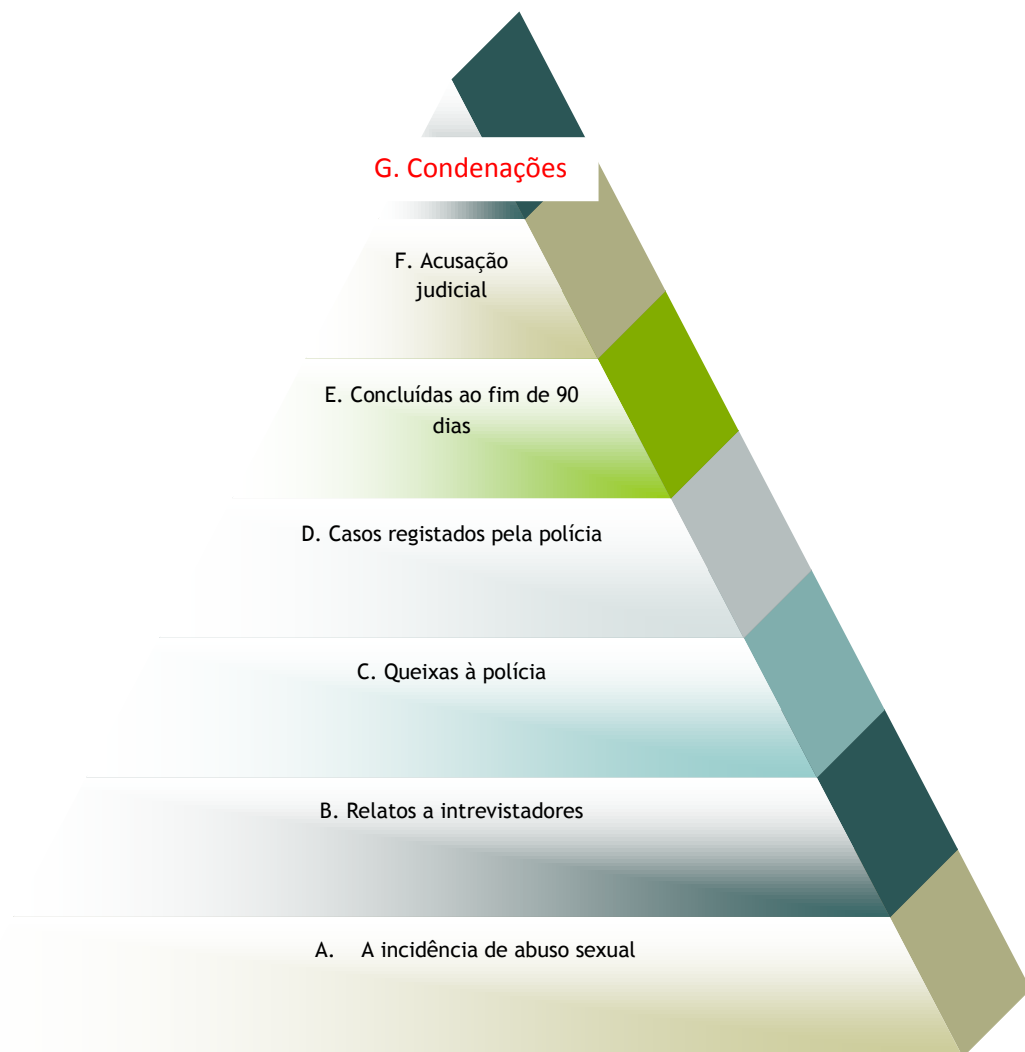 G. Condenações
F. Acusação
judicial
E. Concluídas ao fim de 90
dias
D. Casos registados pela polícia
C. Queixas à polícia
B. Relatos a intrevistadores
A. A incidência de abuso sexual